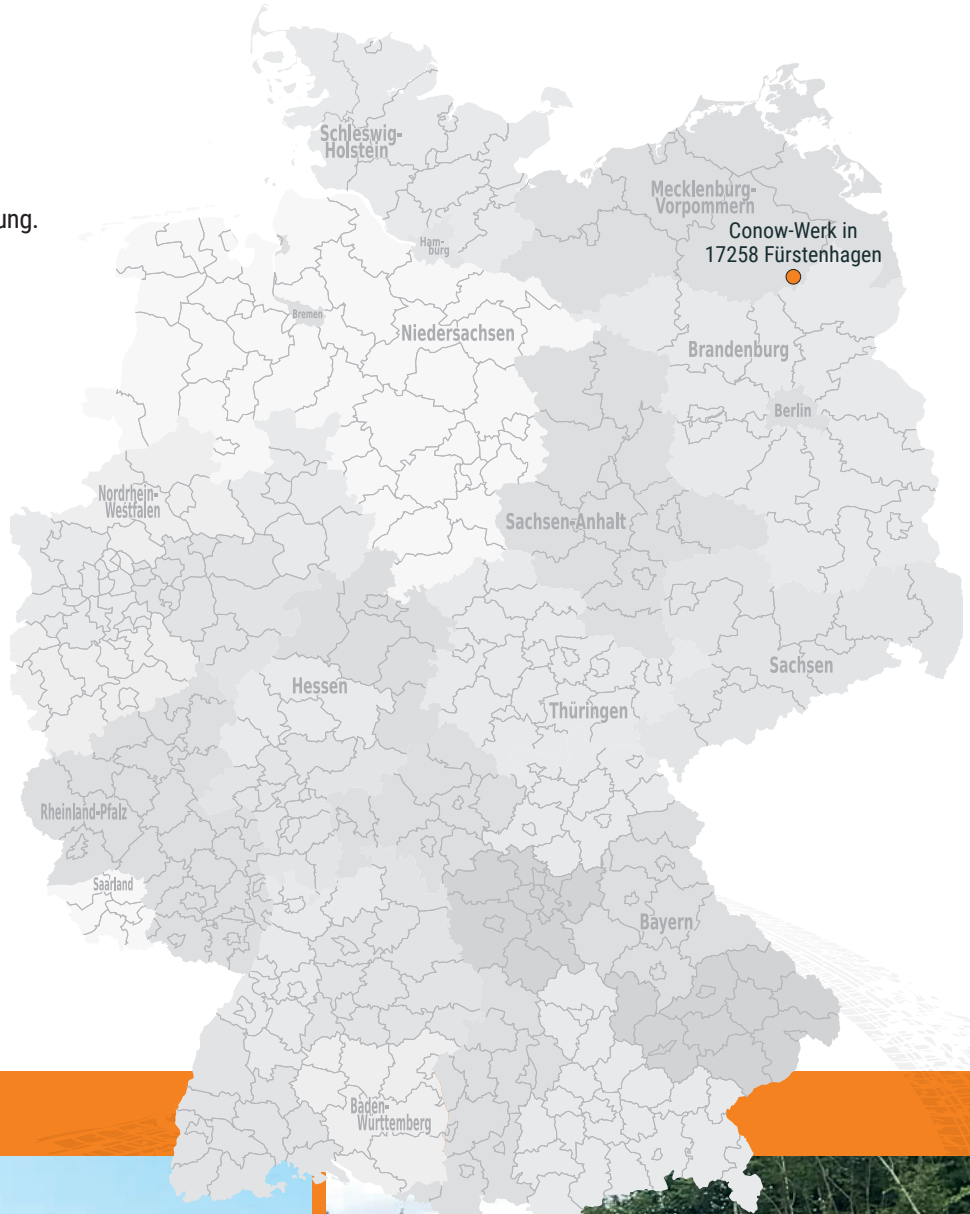 Schleswig-
Holstein
Mecklenburg-
Vorpommern
ung.
Conow-Werk in
17258 Fürstenhagen
Ham-
burg
Bremen
Niedersachsen
Brandenburg
Berlin
Nordrhein-
Westfalen
Sachsen-Anhalt
Sachsen
Hessen
Thüringen
Rheinland-Pfalz
Saarland
Bayern
Baden-
Wurttemberg